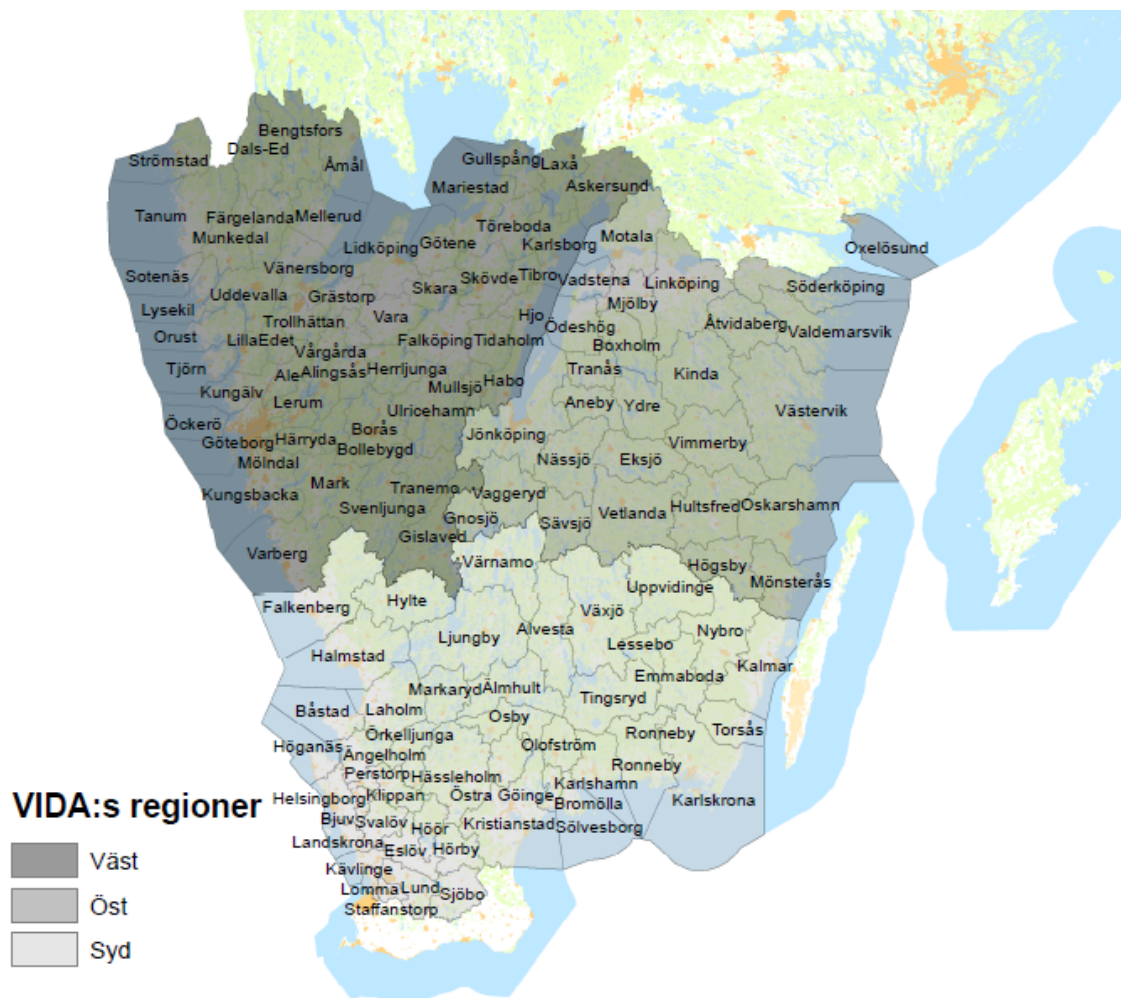 Bengtsfors
Dals-Ed
Strömstad
Åmål
Gullspång
Laxå
Mariestad
Askersund
Tanum
Färgelanda
Mellerud
Munkedal
Töreboda
Lidköping
Götene
Karlsborg
Motala
Oxelösund
Sotenäs
Vänersborg
Skövde
Tibro
Vadstena
Linköping
Söderköping
Skara
Uddevalla
Grästorp
Mjölby
Lysekil
Vara
Hjo
Trollhättan
Ödeshög
Åtvidaberg
Valdemarsvik
Orust
LillaEdet
Falköping
Tidaholm
Boxholm
Vårgårda
Tjörn
Ale
Alingsås
Herrljunga
Tranås
Kinda
Mullsjö
Habo
Kungälv
Lerum
Ulricehamn
Aneby
Ydre
Västervik
Öckerö
Göteborg
Härryda
Borås
Bollebygd
Jönköping
Vimmerby
Mölndal
Nässjö
Eksjö
Kungsbacka
Mark
Tranemo
Vaggeryd
Svenljunga
Gnosjö
Sävsjö
Vetlanda
Hultsfred
Oskarshamn
Gislaved
Varberg
Värnamo
Högsby
Mönsterås
Uppvidinge
Falkenberg
Hylte
Växjö
Ljungby
Alvesta
Nybro
Lessebo
Halmstad
Kalmar
Emmaboda
Markaryd
Älmhult
Tingsryd
Båstad
Laholm
Osby
Örkelljunga
Ronneby
Torsås
Höganäs
Ängelholm
Olofström
Ronneby
Perstorp
Hässleholm
Karlshamn
Helsingborg
Klippan
Östra Göinge
Bromölla
Karlskrona
Bjuv
Svalöv
Höör
Kristianstad
Sölvesborg
Landskrona
Eslöv
Hörby
Kävlinge
Lomma
Lund
Sjöbo
Staffanstorp
VIDA:s regioner
Väst
Öst
Syd